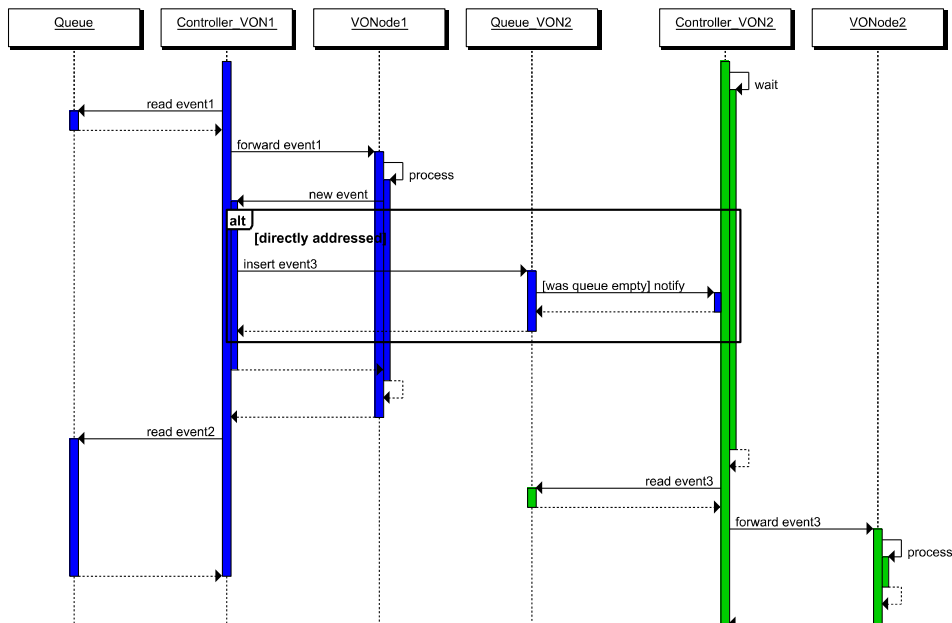 Queue
Controller_VON1
VONode1
Queue_VON2
Controller_VON2
VONode2
wait
read event1
forward event1
process
new event
alt
[directly addressed]
insert event3
[was queue empty] notify
read event2
read event3
forward event3
process